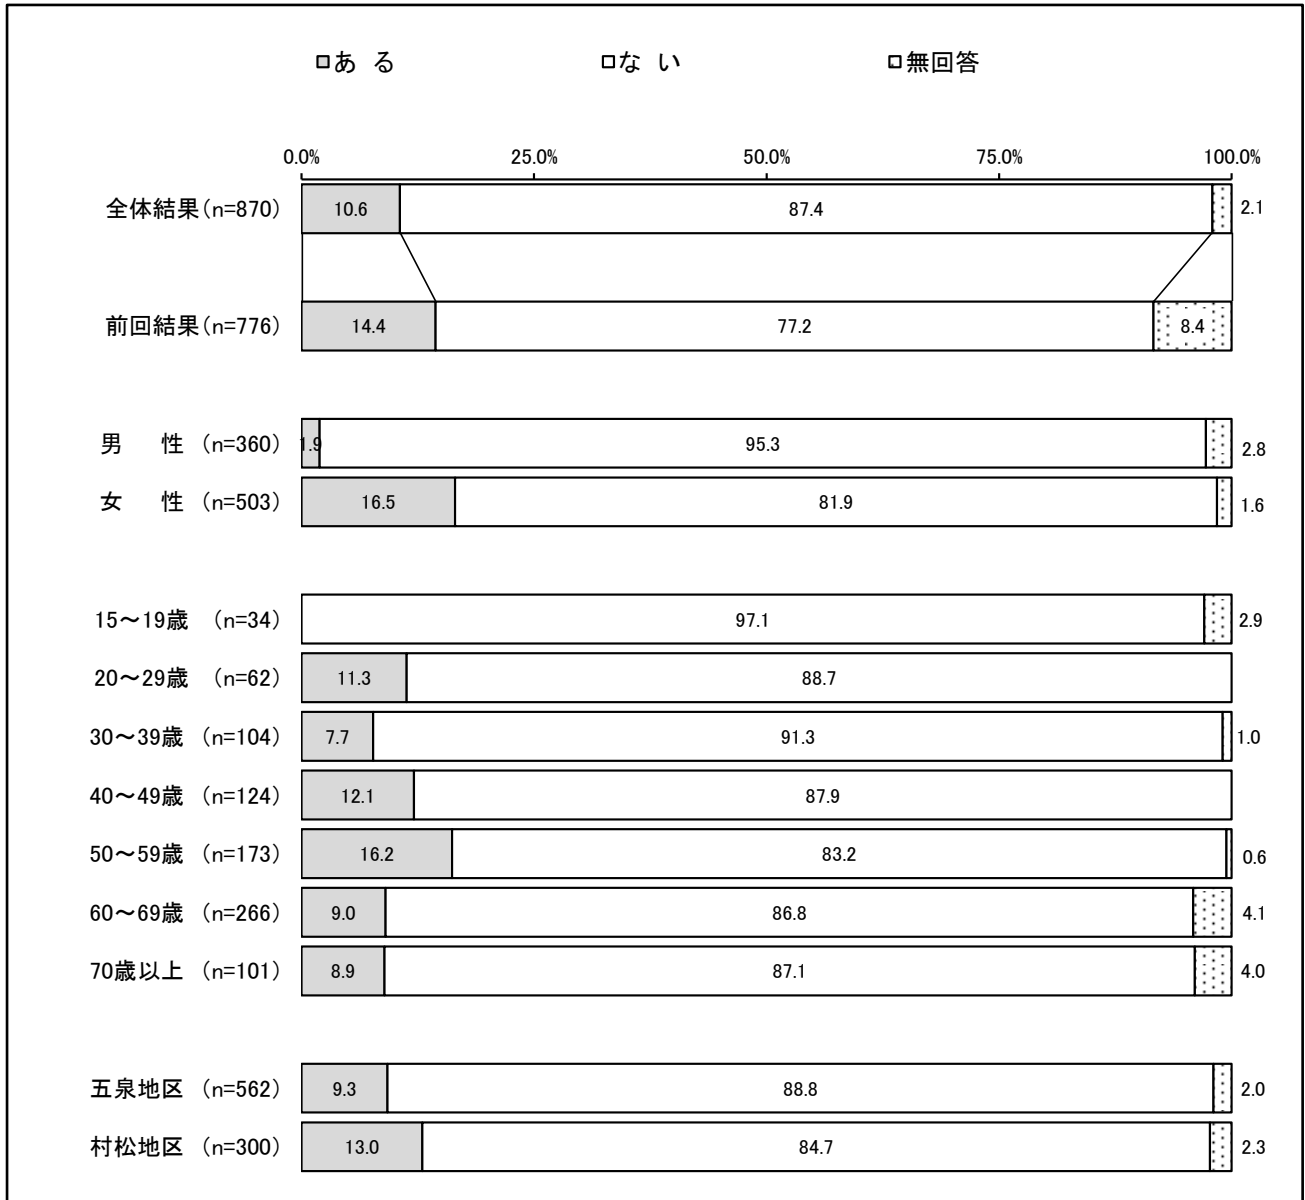 あ る　な い　無回答
0.0% 25.0% 50.0% 75.0% 100.0%
全体結果(n=870) 10.6 87.4 2.1
前回結果(n=776) 14.4 77.2 8.4
男 性 (n=360) 1.9 95.3 2.8
女 性 (n=503) 16.5 81.9 1.6
15～19歳 (n=34) 97.1 2.9
20～29歳 (n=62) 11.3 88.7
30～39歳 (n=104) 7.7 91.3 1.0
40～49歳 (n=124) 12.1 87.9
50～59歳 (n=173) 16.2 83.2 0.6
60～69歳 (n=266) 9.0 86.8 4.1
70歳以上 (n=101) 8.9 87.1 4.0
五泉地区 (n=562) 9.3 88.8 2.0
村松地区 (n=300) 13.0 84.7 2.3